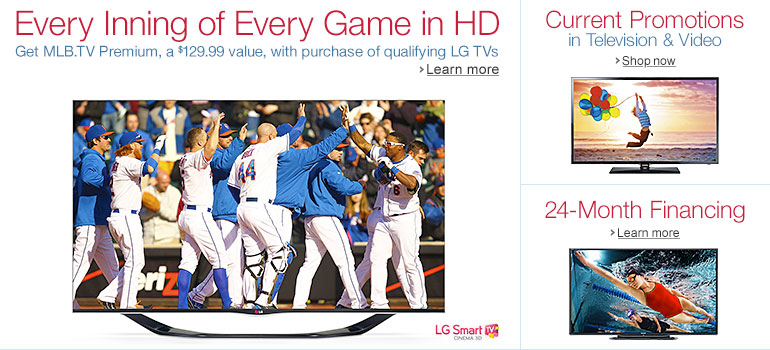 Every Inning of Every Game in HD
Get MLB.TV Premium, a $129.99 value, with purchase of qualifying LG TVs
› Learn more
44
6
verizon
LG Smart TV
CINEMA 3D
Current Promotions
in Television & Video
› Shop now
24-Month Financing
› Learn more